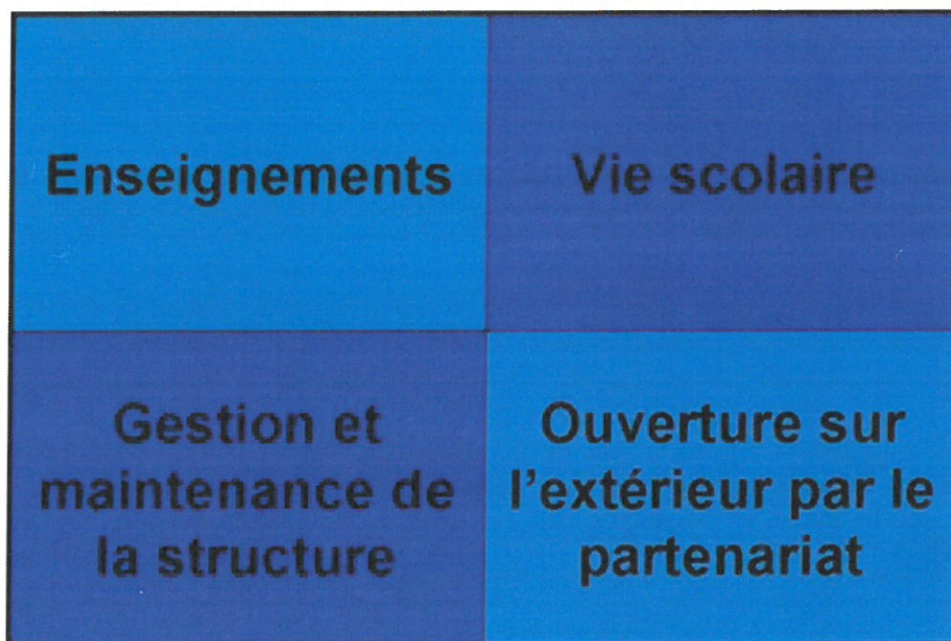 Enseignements
Vie scolaire
Gestion et
maintenance de
la structure
Ouverture sur
l'extérieur par le
partenariat